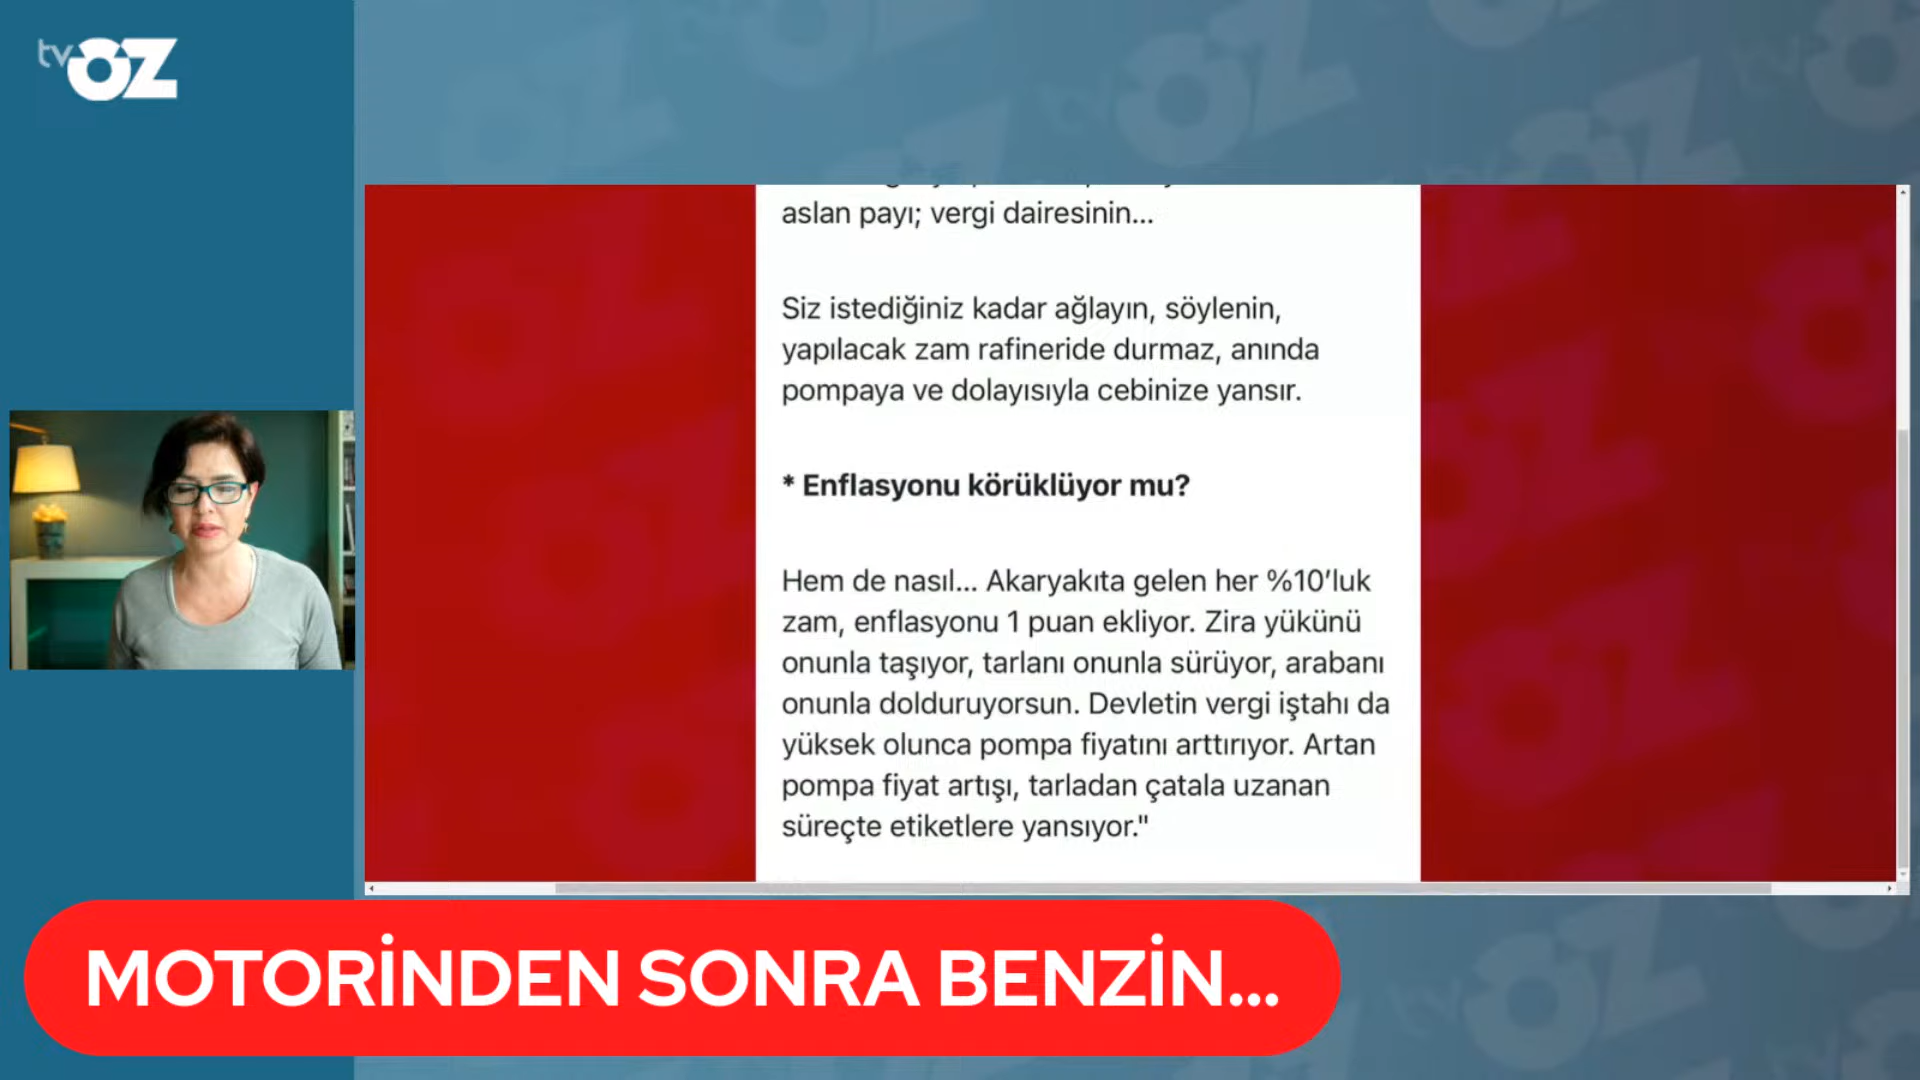 tvÖZ
aslan payı; vergi dairesinin...
Siz istediğiniz kadar ağlayın, söylenin,
yapılacak zam rafineride durmaz, anında
pompaya ve dolayısıyla cebinize yansır.
* Enflasyonu körüklüyor mu?
Hem de nasıl... Akaryakıta gelen her %10’luk
zam, enflasyonu 1 puan ekliyor. Zira yükünü
onunla taşıyor, tarlanı onunla sürüyor, arabanı
onunla dolduruyorsun. Devletin vergi iştahı da
yüksek olunca pompa fiyatını arttırıyor. Artan
pompa fiyat artışı, tarladan çatala uzanan
süreçte etiketlere yansıyor."
MOTORİNDEN SONRA BENZİN...